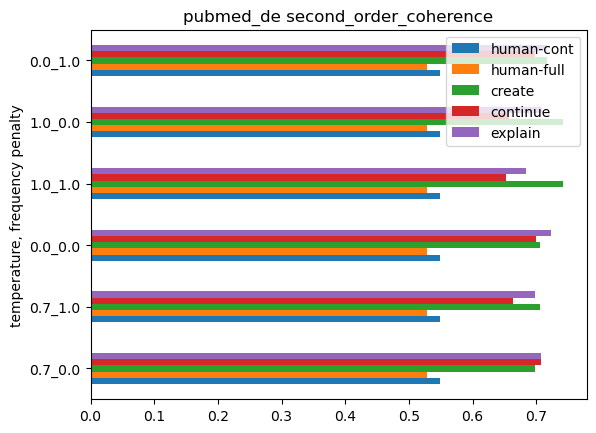 pubmed_de second_order_coherence
temperature, frequency penalty
0.0_1.0
1.0_0.0
1.0_1.0
0.0_0.0
0.7_1.0
0.7_0.0
human-cont
human-full
create
continue
explain
0.0 0.1 0.2 0.3 0.4 0.5 0.6 0.7